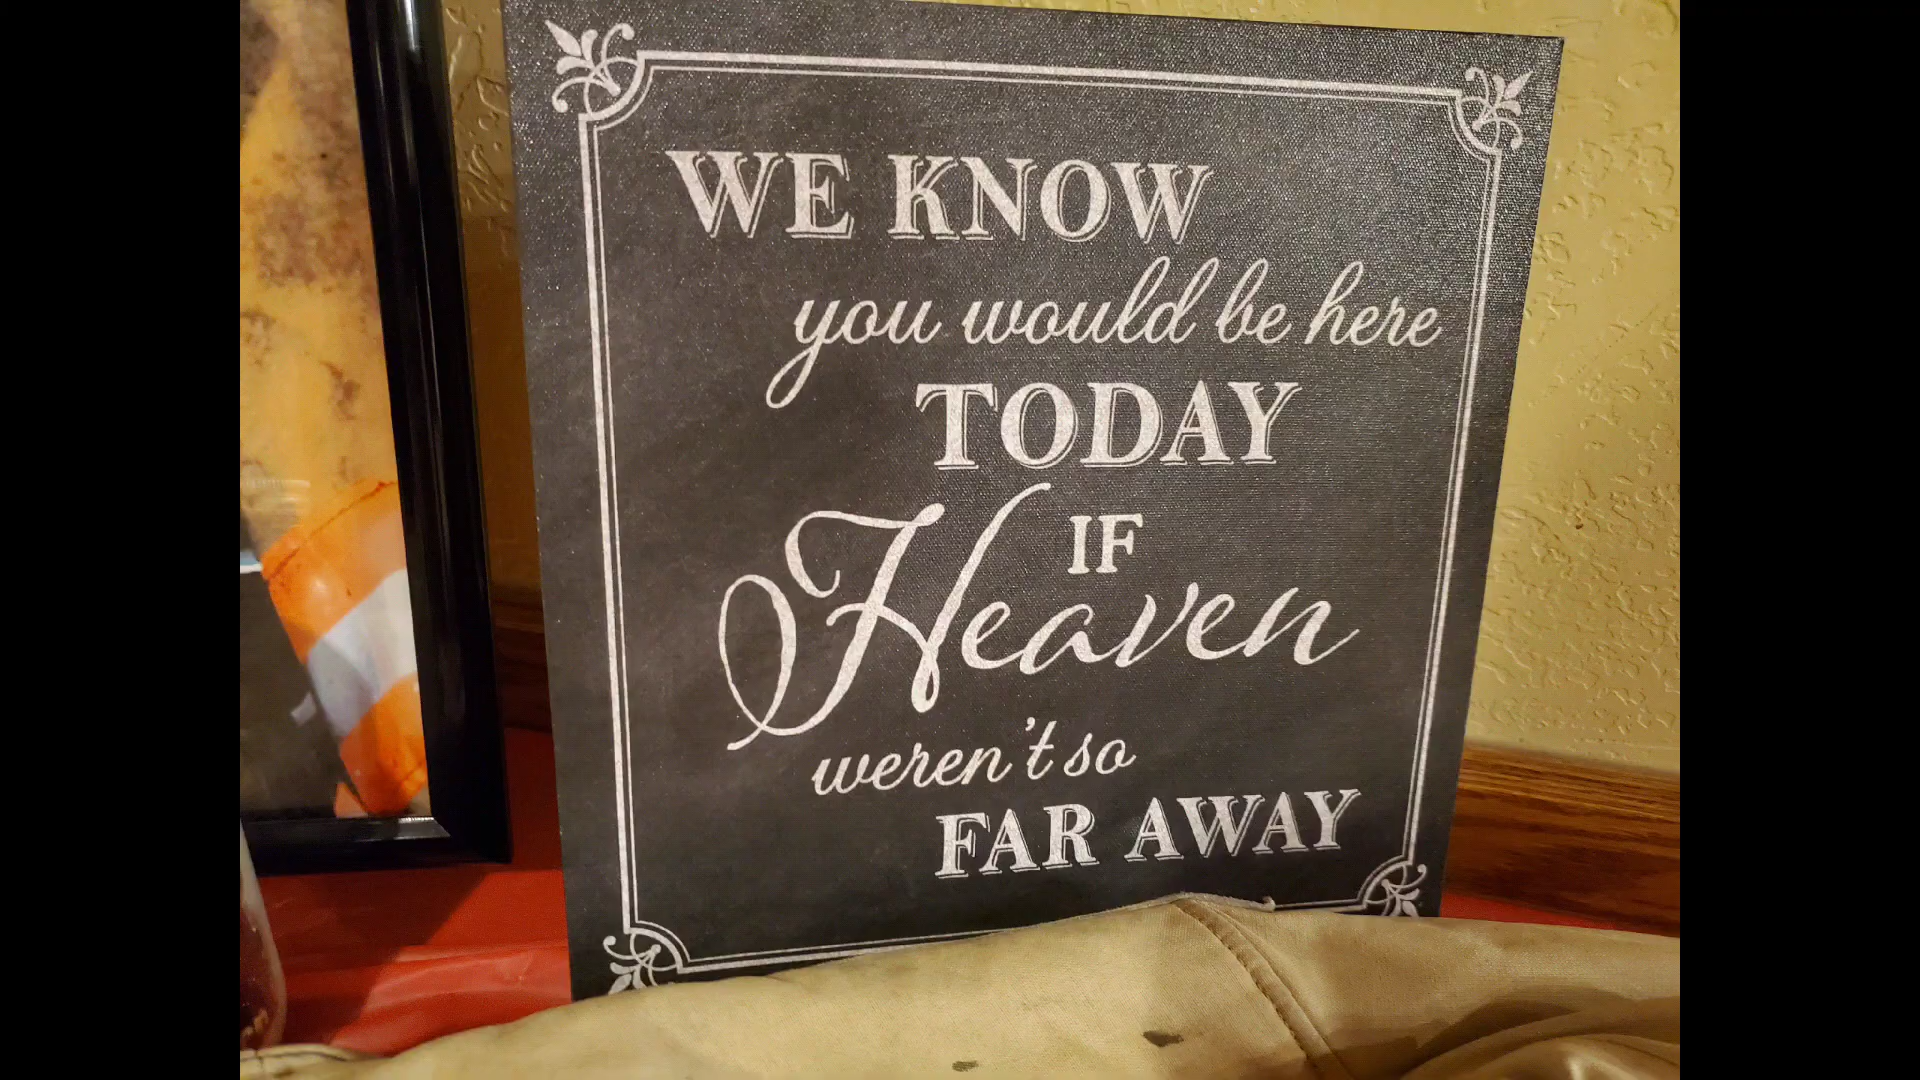 WE KNOW
you would be here
TODAY
IF
Heaven
weren't so
FAR AWAY